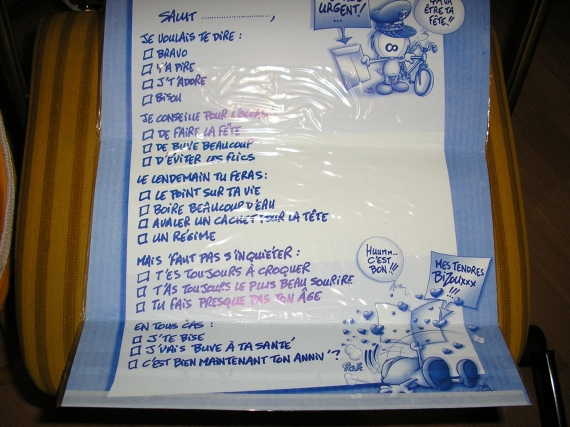 URGENT!
ÊTRE TA
FÊTE!!
SALUT ....................,
JE VOULAIS TE DIRE :
BRAVO
Y'A PIRE
J'T'ADORE
BISOU
JE CONSEILLE POUR L'OCCAS:
DE FAIRE LA FÊTE
DE BUVE BEAUCOUP
D'ÉVITER LES FLICS
LE LENDEMAIN TU FERAS:
LE POINT SUR TA VIE
BOIRE BEAUCOUP D'EAU
AVALER UN CACHET POUR LA TÊTE
UN RÉGIME
MAIS 'FAUT PAS S'INQUIÉTER :
T'ES TOUJOURS À CROQUER
T'AS TOUJOURS LE PLUS BEAU SOURIRE
TU FAIS PRESQUE PAS TON ÂGE
HUUMM..
C'EST
BON !!!
MES TENDRES
BIZOUXXX
!!!
EN TOUS CAS :
J'TE BISE
J'VAIS 'BUVE À TA SANTÉ'
C'EST BIEN MAINTENANT TON ANNIV' ?